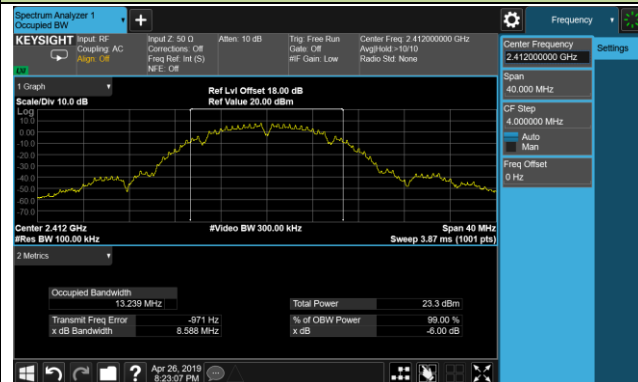 Spectrum Analyzer 1
Occupied BW
+
Frequency
KEYSIGHT
Input: RF
Coupling: AC
Align: Off
Input Z: 50 Ω
Corrections: Off
Freq Ref: Int (S)
NFE: Off
Atten: 10 dB
Trig: Free Run
Gate: Off
#IF Gain: Low
Center Freq: 2.412000000 GHz
Avg|Hold:>10/10
Radio Std: None
Center Frequency
2.412000000 GHz
Settings
Span
40.000 MHz
CF Step
4.000000 MHz
Auto
Man
Freq Offset
0 Hz
1 Graph
Scale/Div 10.0 dB
Ref Lvl Offset 18.00 dB
Ref Value 20.00 dBm
Log
10.0
0.00
-10.0
-20.0
-30.0
-40.0
-50.0
-60.0
-70.0
Center 2.412 GHz
#Res BW 100.00 kHz
#Video BW 300.00 kHz
Span 40 MHz
Sweep 3.87 ms (1001 pts)
2 Metrics
Occupied Bandwidth
13.239 MHz
Total Power 23.3 dBm
Transmit Freq Error -971 Hz
% of OBW Power 99.00 %
x dB Bandwidth 8.588 MHz
x dB -6.00 dB
?
Apr 26, 2019
8:23:07 PM